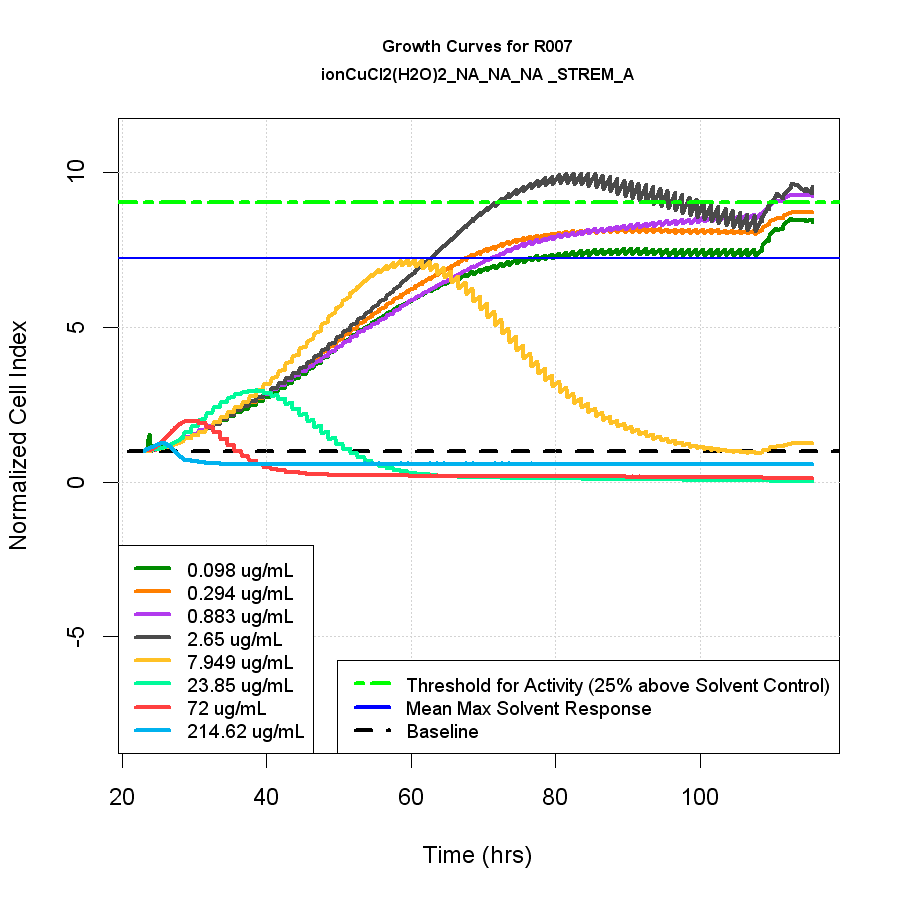 Growth Curves for R007
ionCuCl2(H2O)2_NA_NA_NA _STREM_A
Normalized Cell Index
10
5
0
-5
0.098 ug/mL
0.294 ug/mL
0.883 ug/mL
2.65 ug/mL
7.949 ug/mL
23.85 ug/mL
72 ug/mL
214.62 ug/mL
Threshold for Activity (25% above Solvent Control)
Mean Max Solvent Response
Baseline
20 40 60 80 100
Time (hrs)